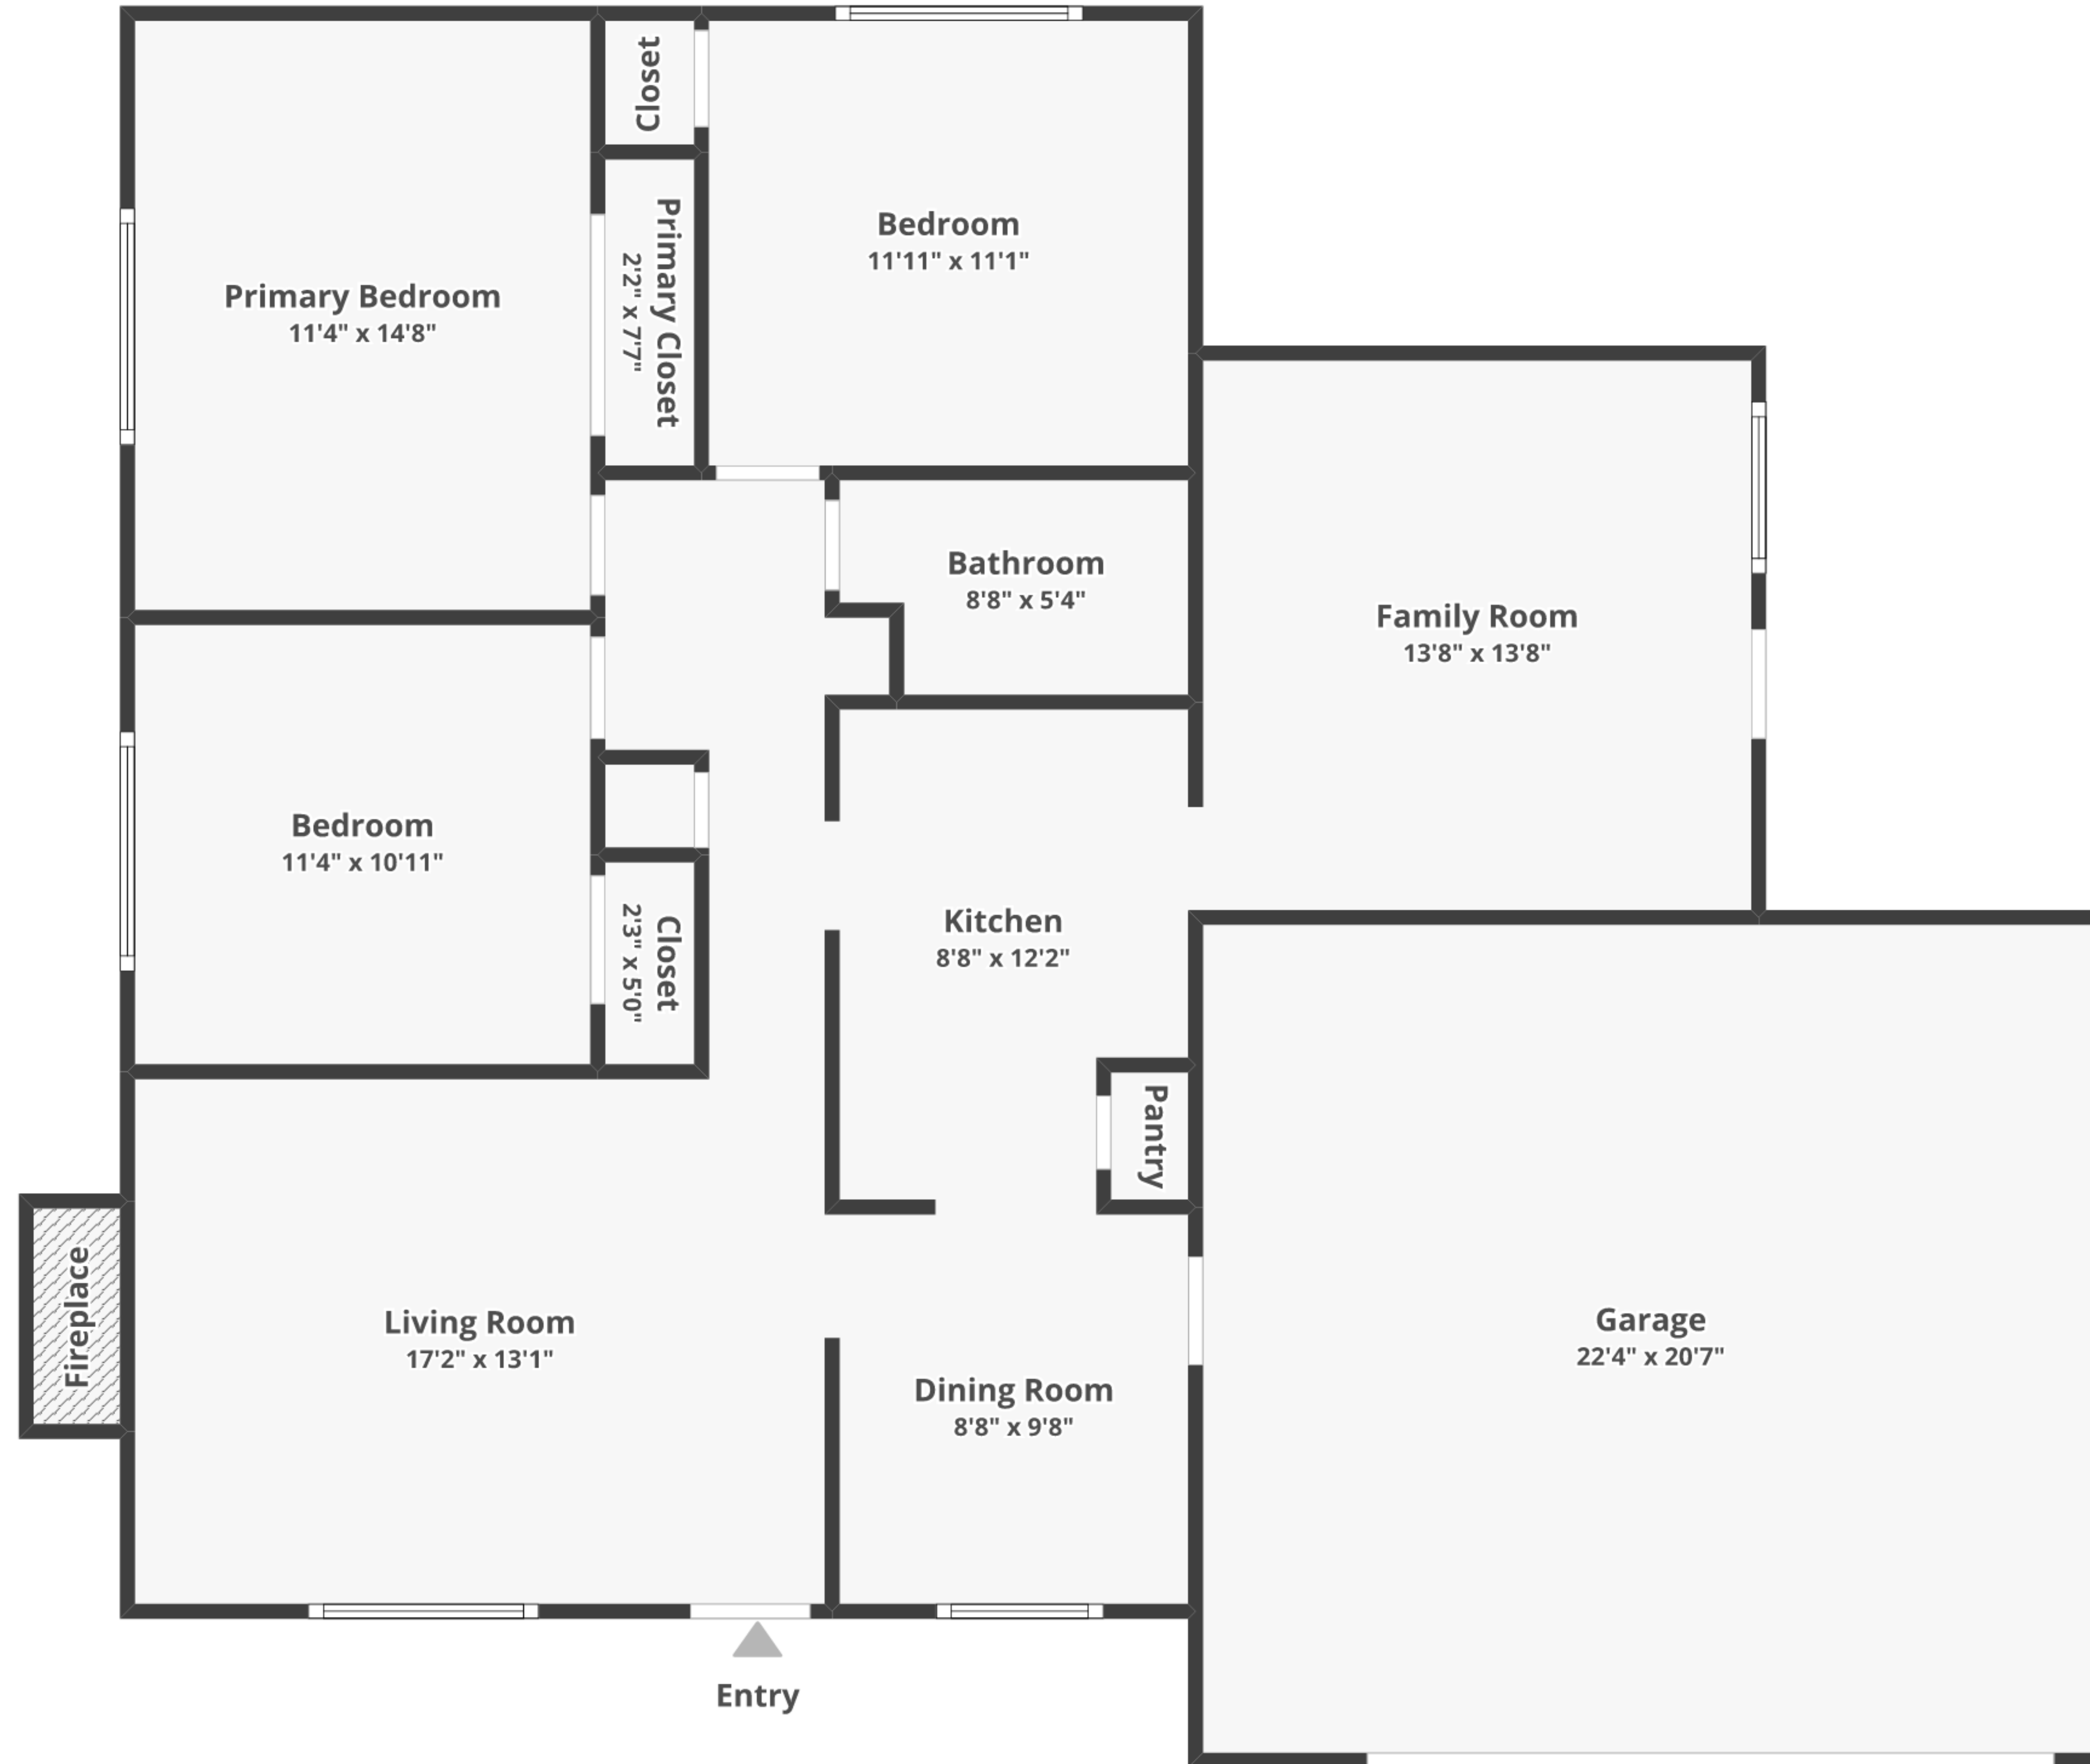 Closet
Primary Bedroom
11'4" x 14'8"
Primary Closet
2'2" x 7'7"
Bedroom
11'11" x 11'1"
Bathroom
8'8" x 5'4"
Family Room
13'8" x 13'8"
Bedroom
11'4" x 10'11"
Closet
2'3" x 5'0"
Kitchen
8'8" x 12'2"
Pantry
Fireplace
Living Room
17'2" x 13'1"
Dining Room
8'8" x 9'8"
Garage
22'4" x 20'7"
Entry